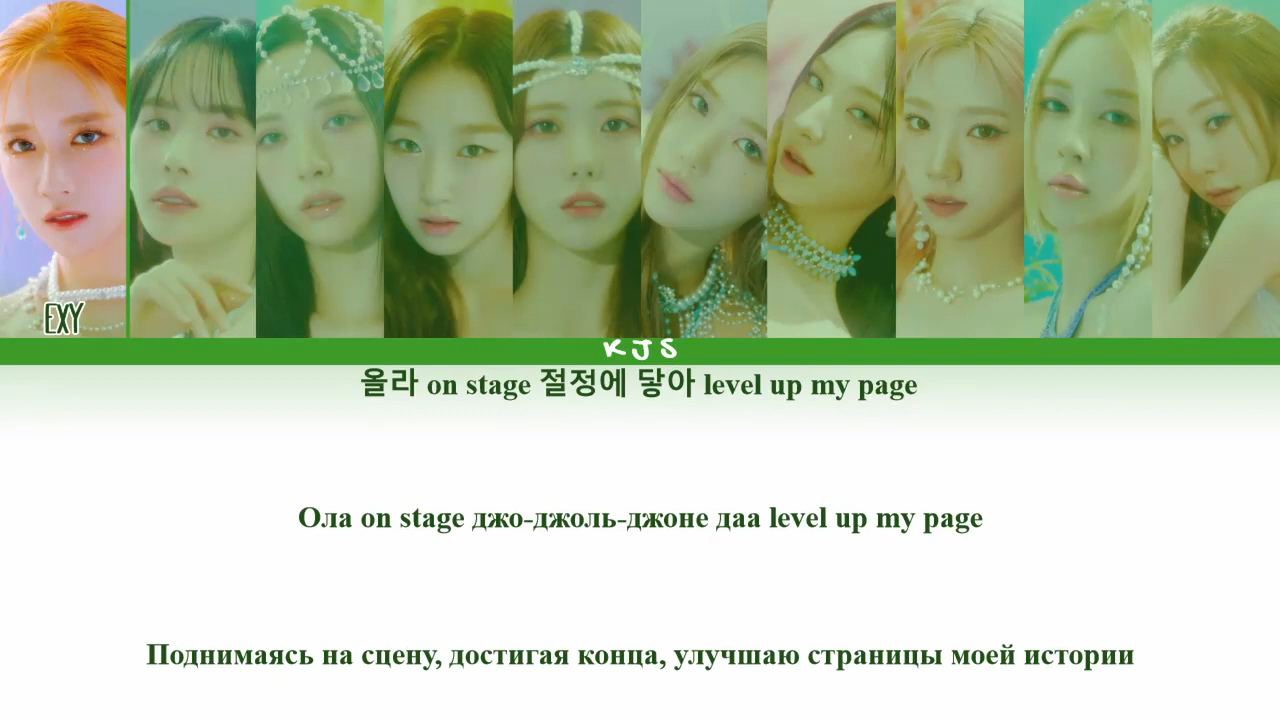 EXY
KJS
올라 on stage 절정에 닿아 level up my page
Ола on stage джо-джоль-джоне даа level up my page
Поднимаясь на сцену, достигая конца, улучшаю страницы моей истории